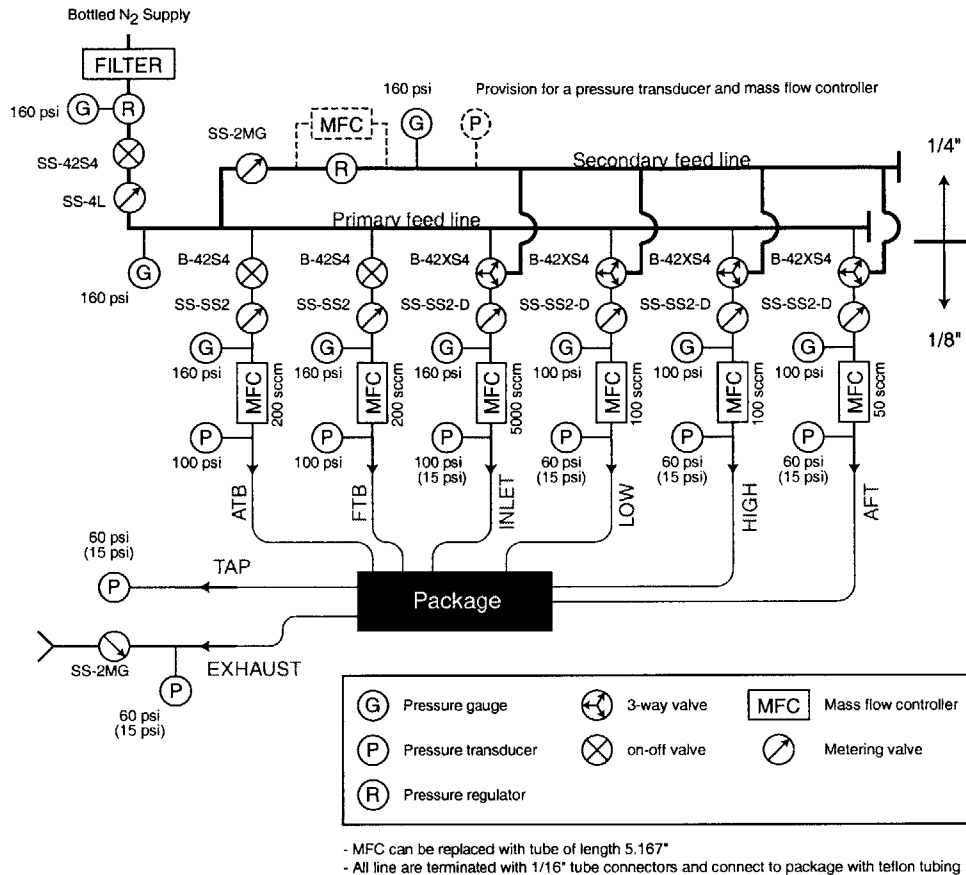 Bottled N2 Supply
FILTER
160 psi
G
R
SS-42S4
SS-4L
G
160 psi
SS-2MG
MFC
R
160 psi
G
P
Provision for a pressure transducer and mass flow controller
Secondary feed line
Primary feed line
1/4"
1/8"
B-42S4
B-42S4
B-42XS4
B-42XS4
B-42XS4
B-42XS4
SS-SS2
SS-SS2
SS-SS2-D
SS-SS2-D
SS-SS2-D
SS-SS2-D
G
G
G
G
G
G
160 psi
160 psi
160 psi
100 psi
100 psi
100 psi
MFC
200 sccm
MFC
200 sccm
MFC
5000 sccm
MFC
100 sccm
MFC
100 sccm
MFC
50 sccm
P
P
P
P
P
P
100 psi
100 psi
100 psi
(15 psi)
60 psi
(15 psi)
60 psi
(15 psi)
60 psi
(15 psi)
ATB
FTB
INLET
LOW
HIGH
AFT
60 psi
(15 psi)
P
TAP
Package
SS-2MG
EXHAUST
P
60 psi
(15 psi)
G Pressure gauge
3-way valve
MFC Mass flow controller
P Pressure transducer
on-off valve
Metering valve
R Pressure regulator
- MFC can be replaced with tube of length 5.167"
- All line are terminated with 1/16" tube connectors and connect to package with teflon tubing